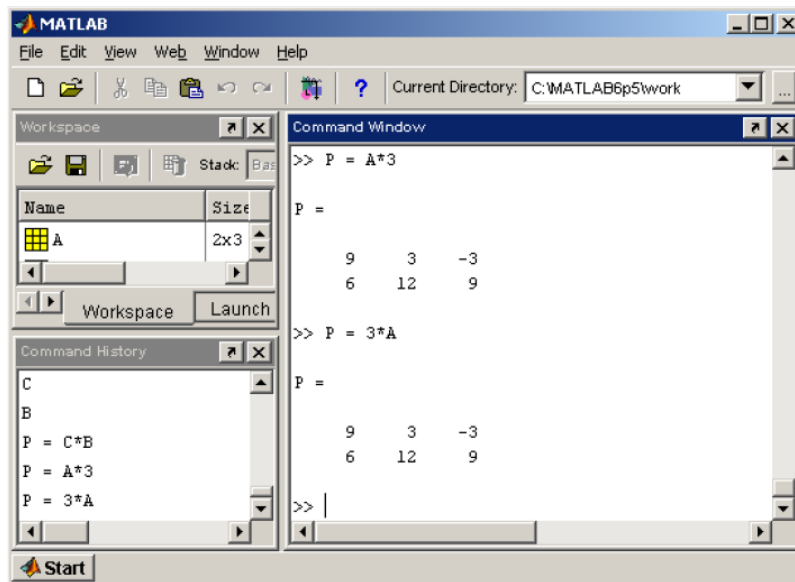 MATLAB
File Edit View Web Window Help
? Current Directory: C:\MATLAB6p5\work ...
Workspace
Stack: Bas
Name Size
A 2x3
Workspace Launch
Command History
C
B
P = C*B
P = A*3
P = 3*A
Command Window
>> P = A*3
P =
9 3 -3
6 12 9
>> P = 3*A
P =
9 3 -3
6 12 9
>>
Start